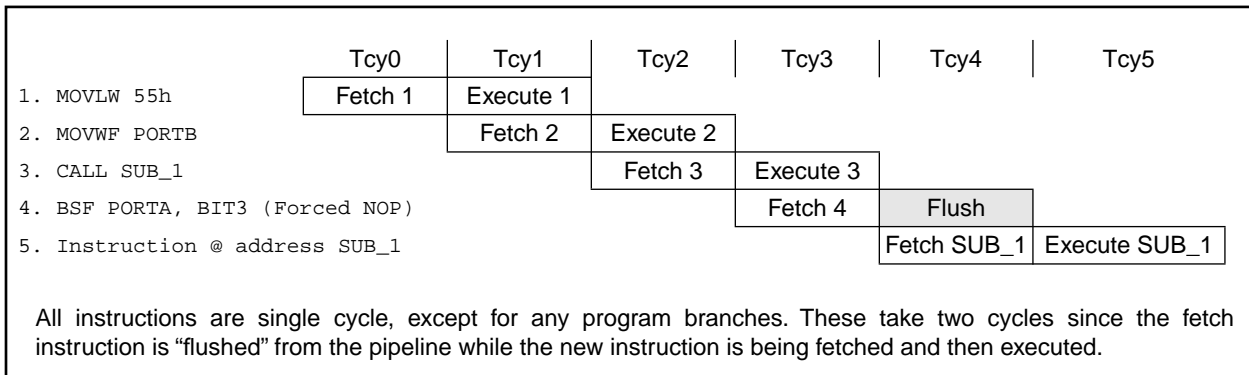 Tcy0 Tcy1 Tcy2 Tcy3 Tcy4 Tcy5
1. MOVLW 55h Fetch 1 Execute 1
2. MOVWF PORTB Fetch 2 Execute 2
3. CALL SUB_1 Fetch 3 Execute 3
4. BSF PORTA, BIT3 (Forced NOP) Fetch 4 Flush
5. Instruction @ address SUB_1 Fetch SUB_1 Execute SUB_1
All instructions are single cycle, except for any program branches. These take two cycles since the fetch
instruction is “flushed” from the pipeline while the new instruction is being fetched and then executed.